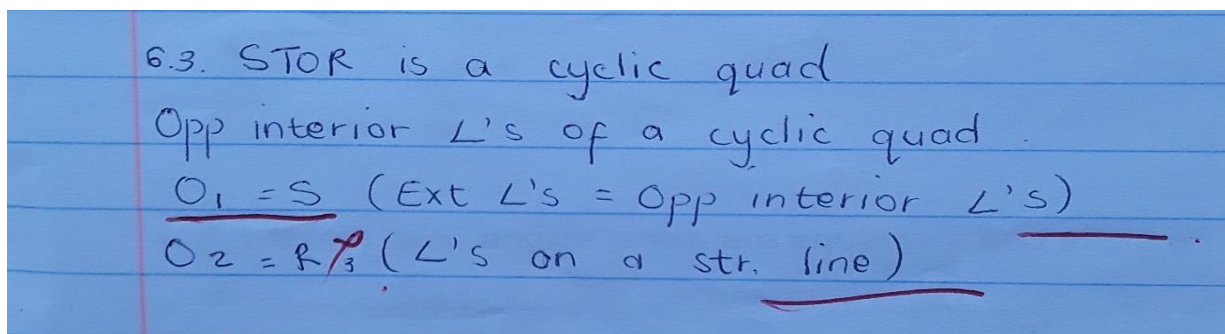 6.3. STOR is a cyclic quad
Opp interior ∠'s of a cyclic quad.
O₁ = S (Ext ∠'s = Opp interior ∠'s)
O₂ = R₃ (∠'s on a str. line)